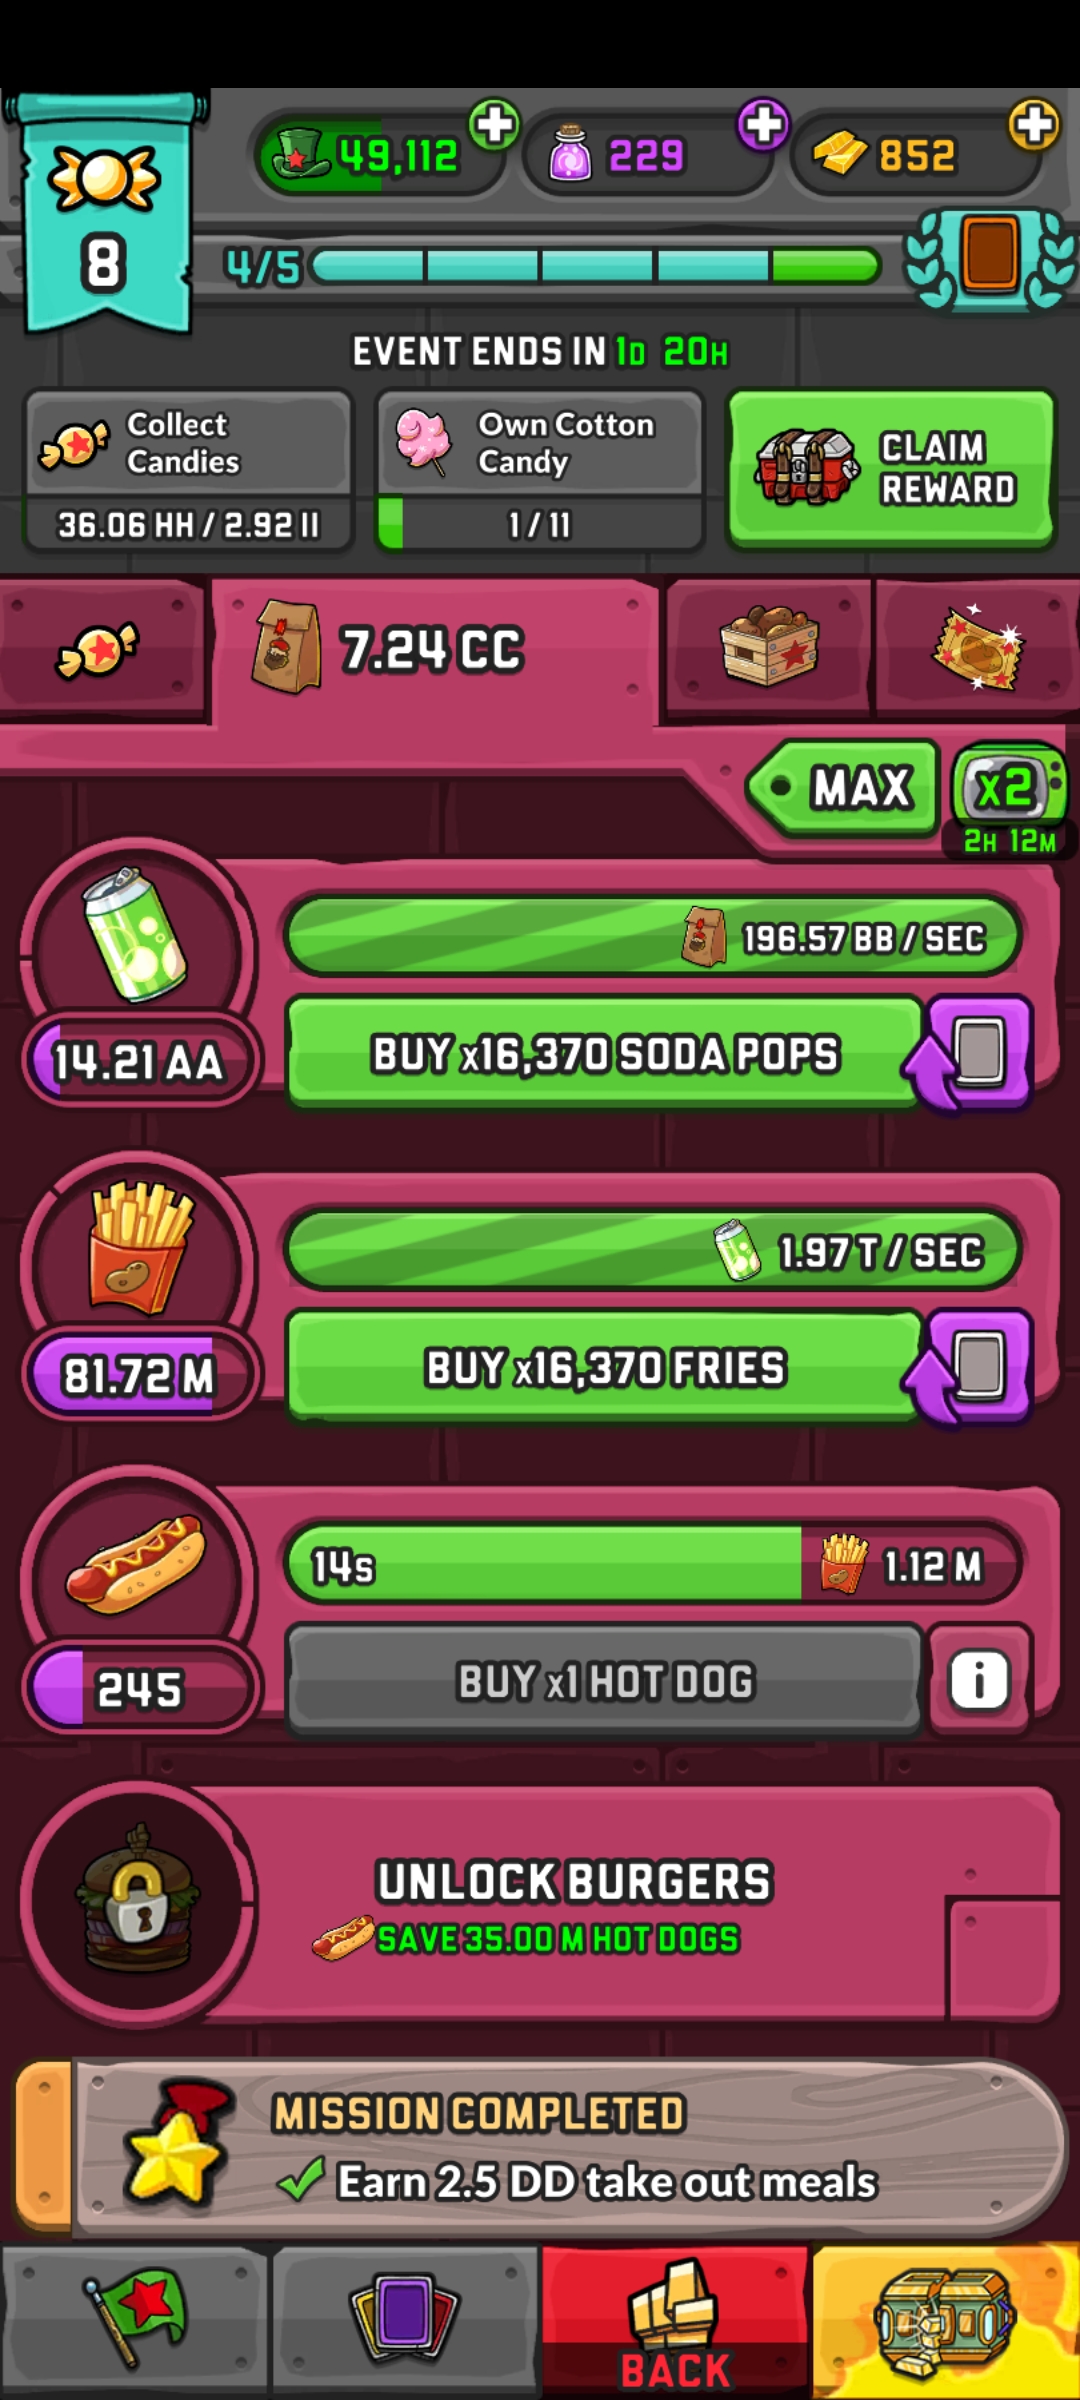 49,112
229
852
8
4/5
EVENT ENDS IN 1D 20H
Collect
Candies
36.06 HH / 2.92 II
Own Cotton
Candy
1 / 11
CLAIM
REWARD
7.24 CC
MAX
x2
2H 12M
196.57 BB / SEC
14.21 AA
BUY x16,370 SODA POPS
1.97 T / SEC
81.72 M
BUY x16,370 FRIES
14s
1.12 M
245
BUY x1 HOT DOG
i
UNLOCK BURGERS
SAVE 35.00 M HOT DOGS
MISSION COMPLETED
Earn 2.5 DD take out meals
BACK